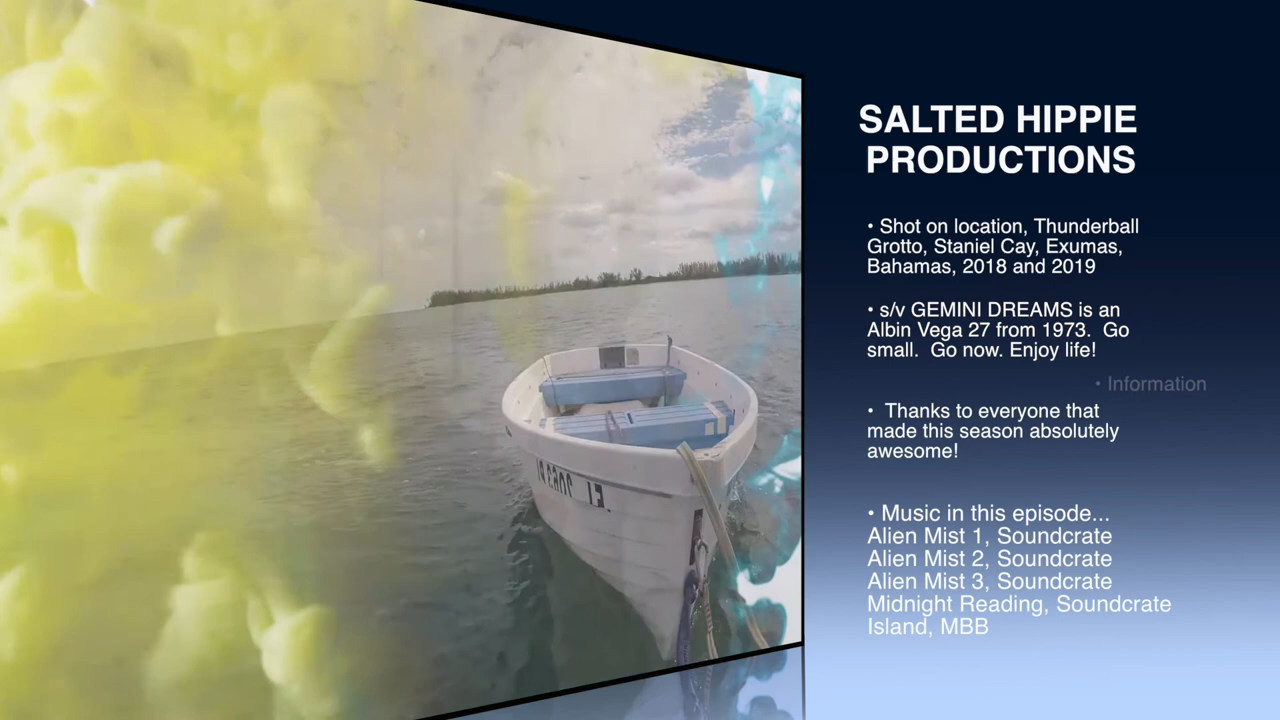 SALTED HIPPIE
PRODUCTIONS
• Shot on location, Thunderball
Grotto, Staniel Cay, Exumas,
Bahamas, 2018 and 2019
• s/v GEMINI DREAMS is an
Albin Vega 27 from 1973.  Go
small.  Go now. Enjoy life!
• Information
•  Thanks to everyone that
made this season absolutely
awesome!
• Music in this episode...
Alien Mist 1, Soundcrate
Alien Mist 2, Soundcrate
Alien Mist 3, Soundcrate
Midnight Reading, Soundcrate
Island, MBB